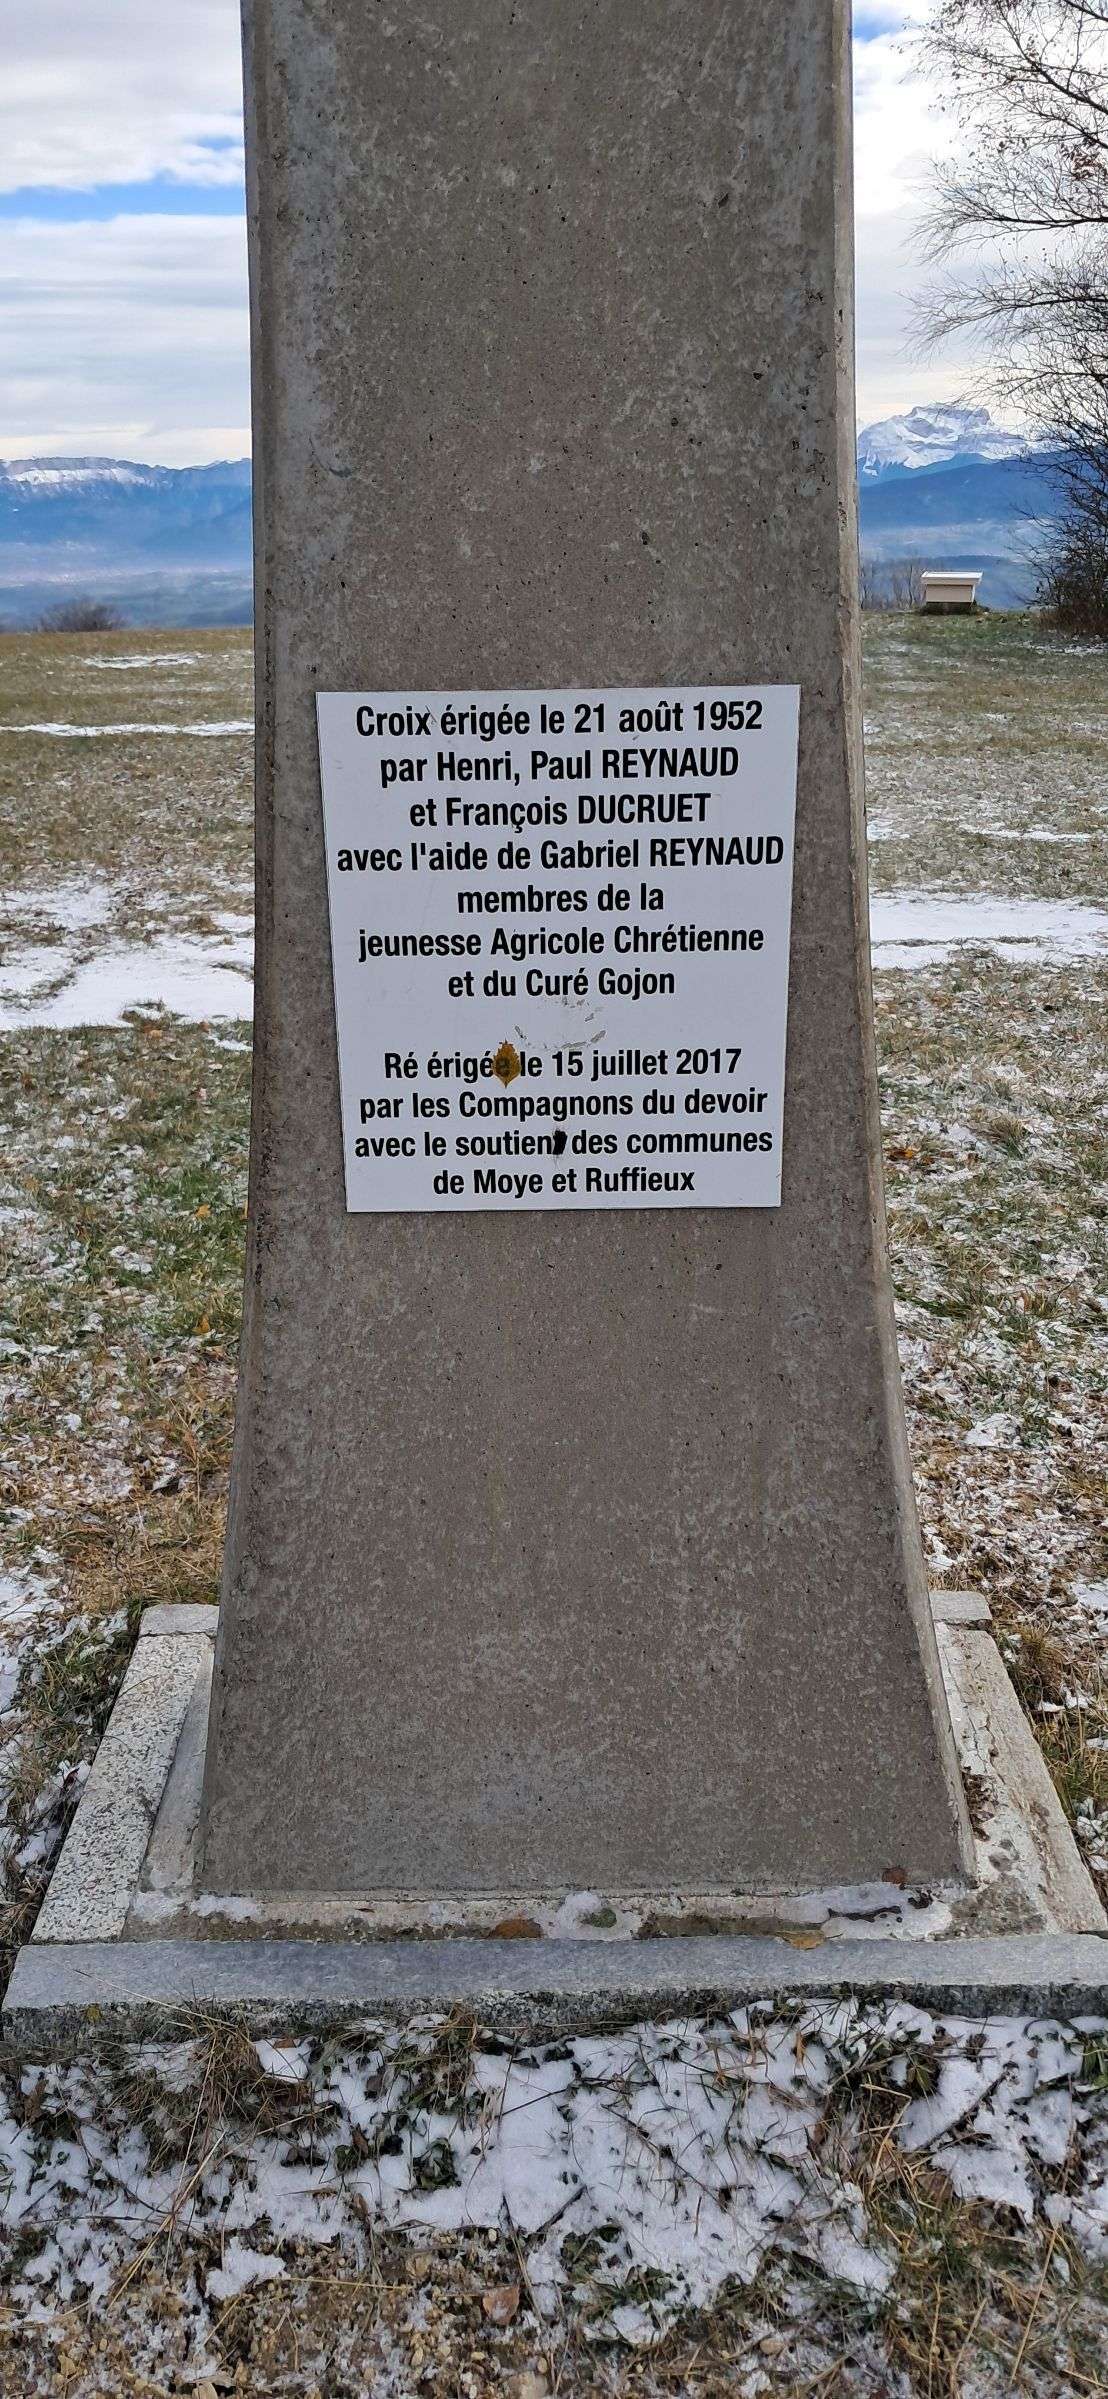 Croix érigée le 21 août 1952
par Henri, Paul REYNAUD
et François DUCRUET
avec l'aide de Gabriel REYNAUD
membres de la
jeunesse Agricole Chrétienne
et du Curé Gojon
Ré érigée le 15 juillet 2017
par les Compagnons du devoir
avec le soutien des communes
de Moye et Ruffieux